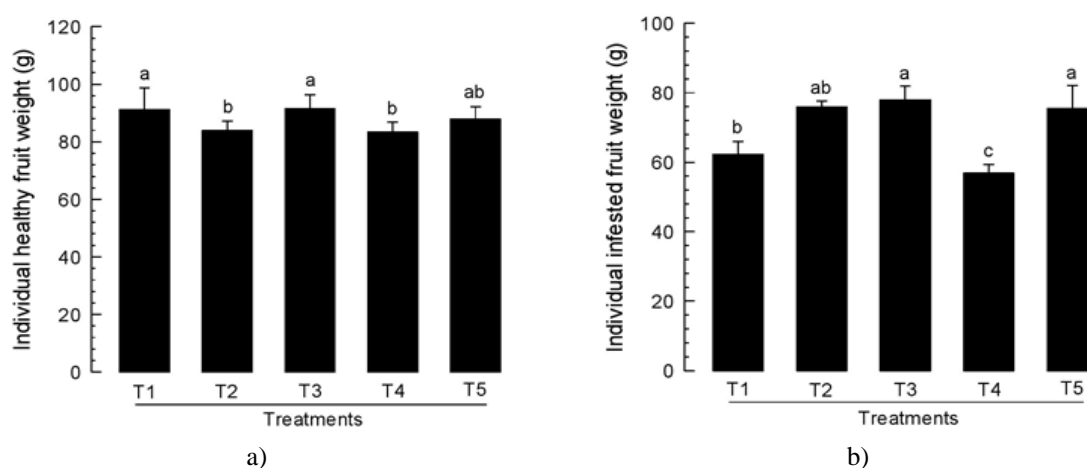 Individual healthy fruit weight (g)
120
100
80
60
40
20
0
a
b
a
b
ab
T1 T2 T3 T4 T5
Treatments
a)
Individual infested fruit weight (g)
100
80
60
40
20
0
b
ab
a
c
a
T1 T2 T3 T4 T5
Treatments
b)